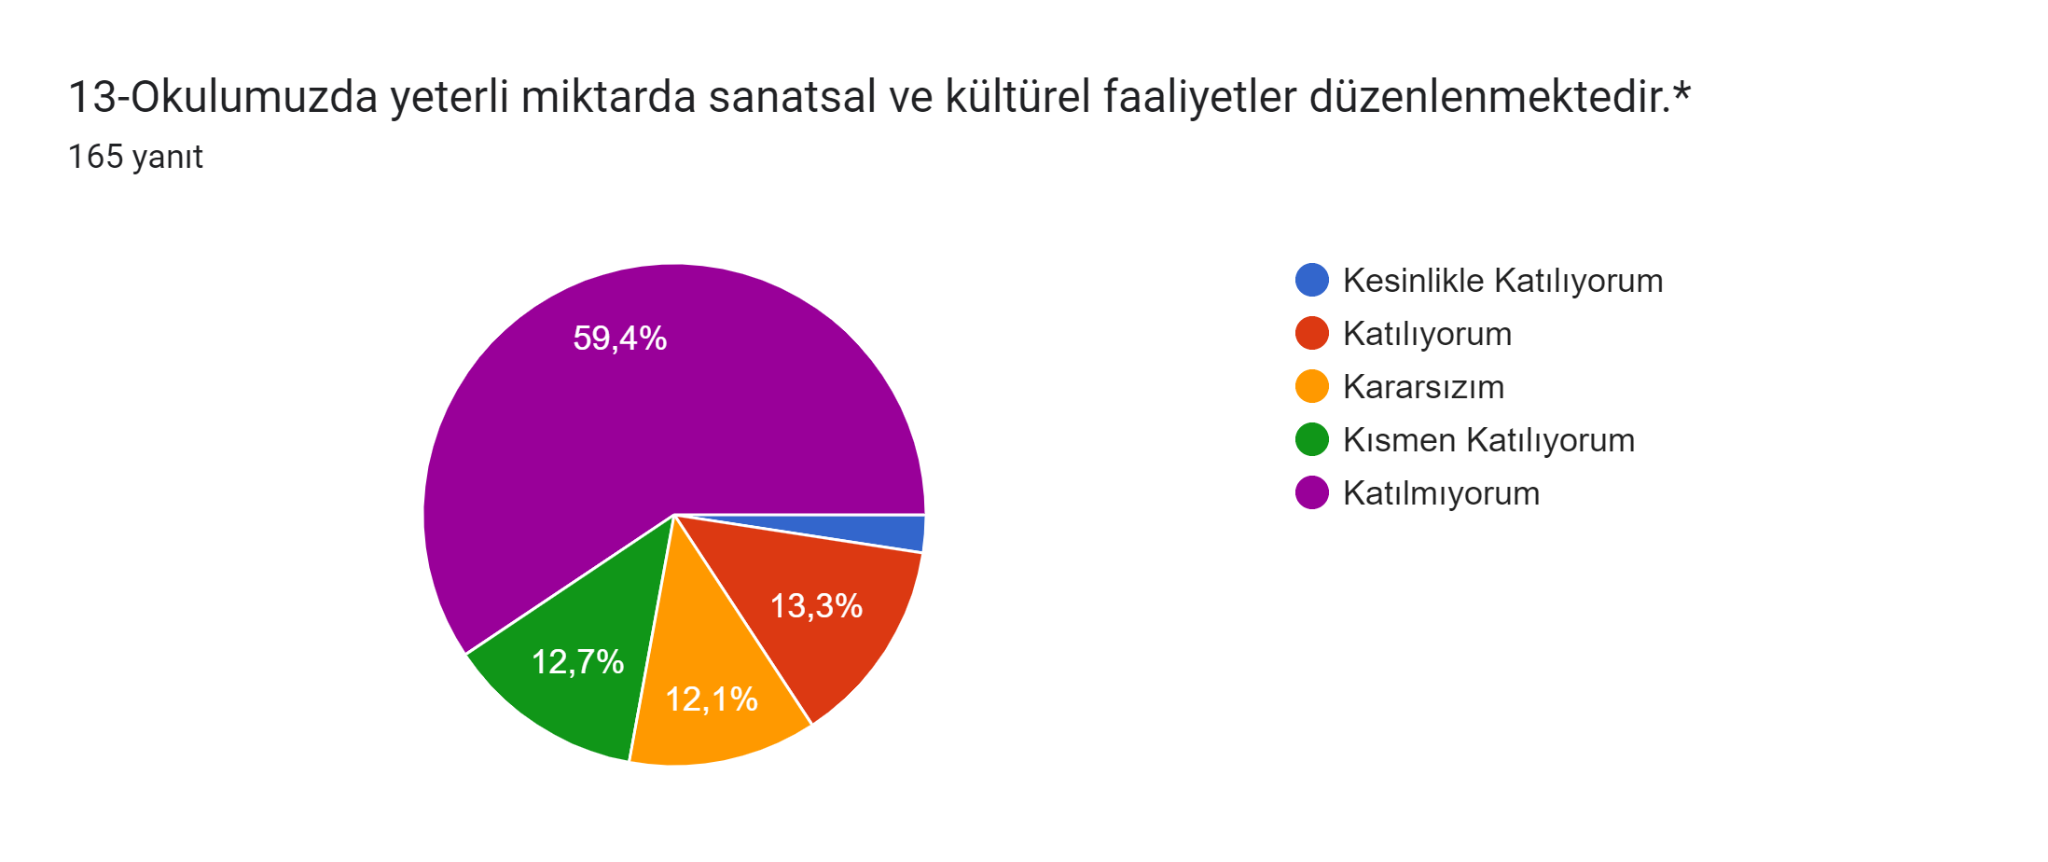 13-Okulumuzda yeterli miktarda sanatsal ve kültürel faaliyetler düzenlenmektedir.*
165 yanıt
59,4%
13,3%
12,7%
12,1%
Kesinlikle Katılıyorum
Katılıyorum
Kararsızım
Kısmen Katılıyorum
Katılmıyorum